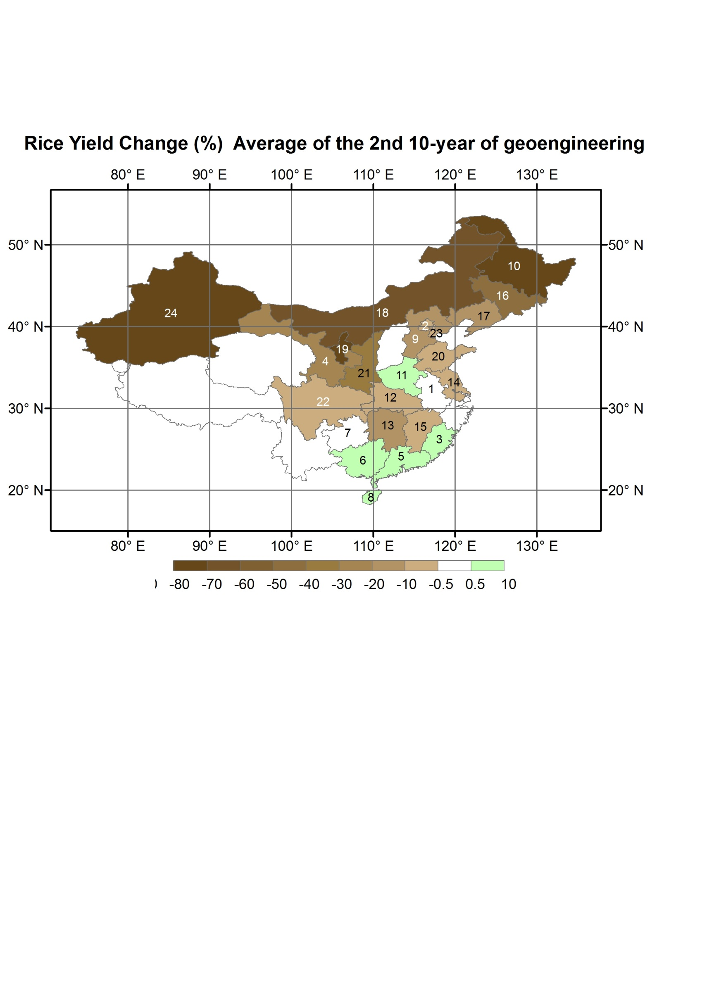 Rice Yield Change (%) Average of the 2nd 10-year of geoengineering
80° E 90° E 100° E 110° E 120° E 130° E
50° N 50° N
10
16
24 18 17
40° N 2 40° N
23
9
19
20
4
21 11
14
1
12
22
30° N 30° N
13 15
7
3
5
6
20° N 20° N
8
80° E 90° E 100° E 110° E 120° E 130° E
-80 -70 -60 -50 -40 -30 -20 -10 -0.5 0.5 10